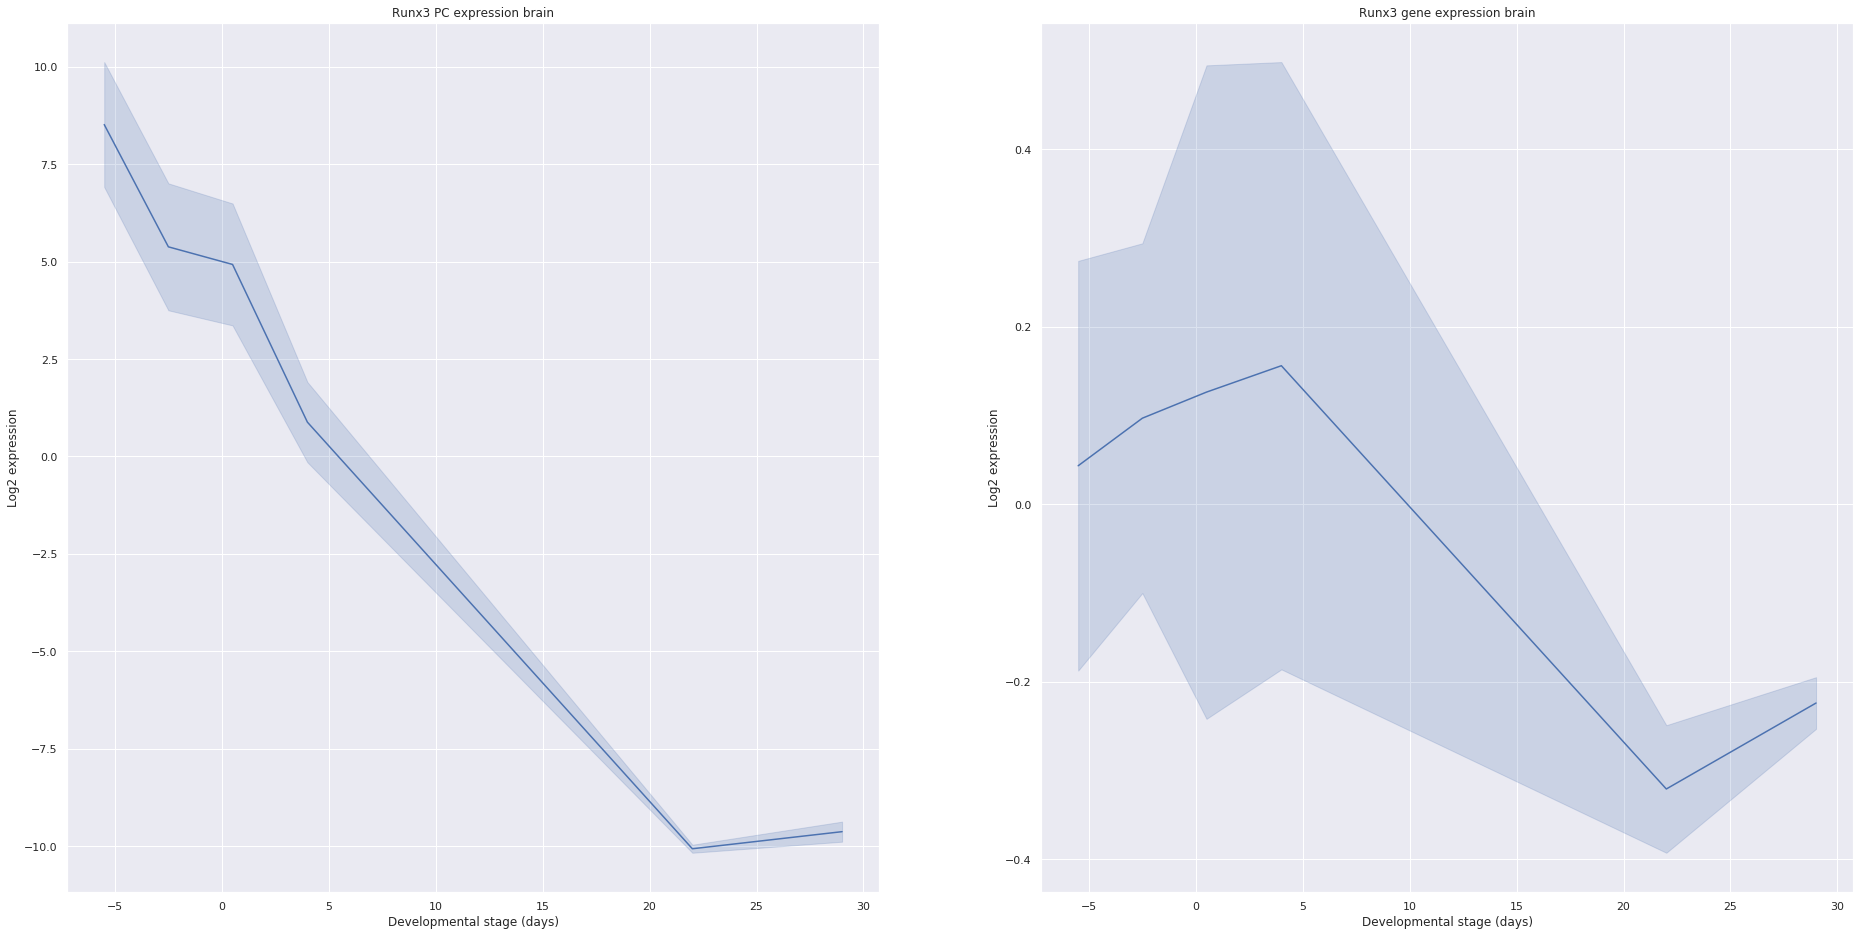 Runx3 PC expression brain
10.0
7.5
5.0
2.5
0.0
−2.5
−5.0
−7.5
−10.0
Log2 expression
−5 0 5 10 15 20 25 30
Developmental stage (days)
Runx3 gene expression brain
0.4
0.2
0.0
−0.2
−0.4
Log2 expression
−5 0 5 10 15 20 25 30
Developmental stage (days)